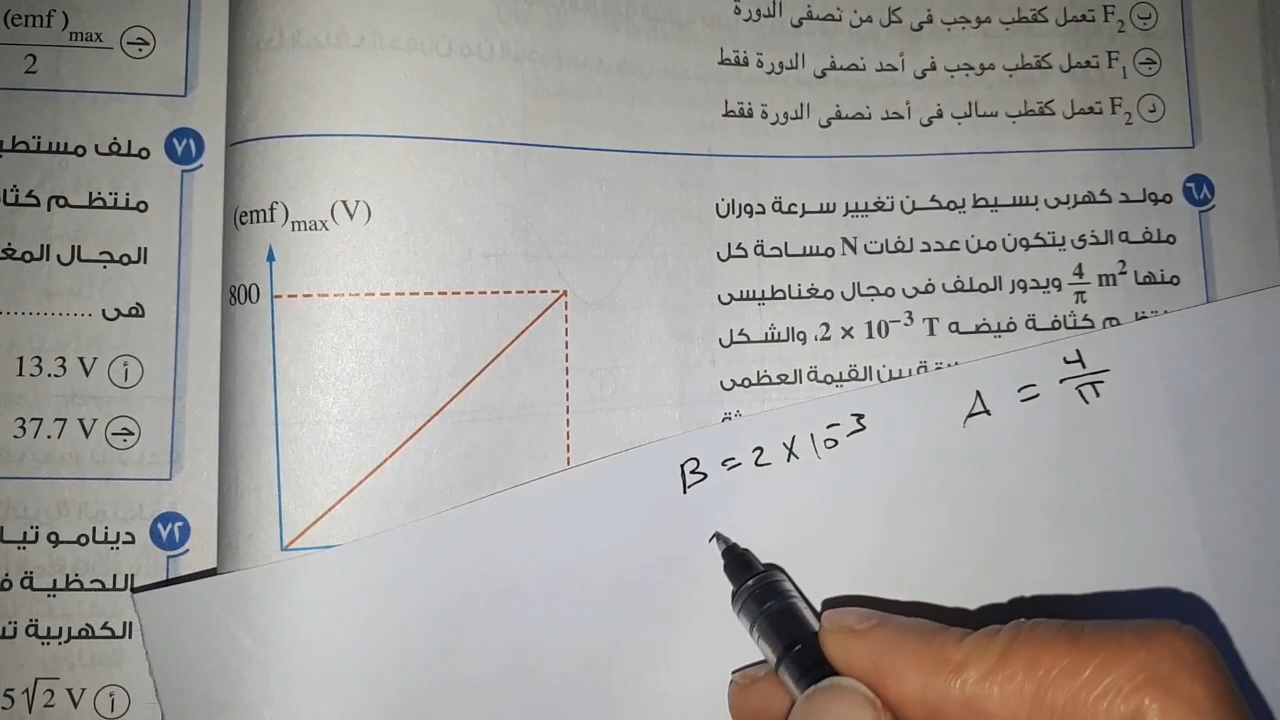 ب F₂ تعمل كقطب موجب فى كل من نصفى الدورة
ج F₁ تعمل كقطب موجب فى أحد نصفى الدورة فقط
د F₂ تعمل كقطب سالب فى أحد نصفى الدورة فقط
٦٨ مولد كهربى بسيط يمكن تغيير سرعة دوران
ملفه الذى يتكون من عدد لفات N مساحة كل
منها 4/π m² ويدور الملف فى مجال مغناطيسى
كثافة فيضه 2 × 10⁻³ T، والشكل
بين القيمة العظمى
(emf)max(V)
800
B = 2 × 10⁻³
A = 4/π
ج (emf)max/2
٧١ ملف مستطي
منتظم كثا
المجال المغ
هى ..............
أ 13.3 V
ج 37.7 V
٧٢ دينامو تيا
اللحظية ف
الكهربية تس
أ 5√2 V